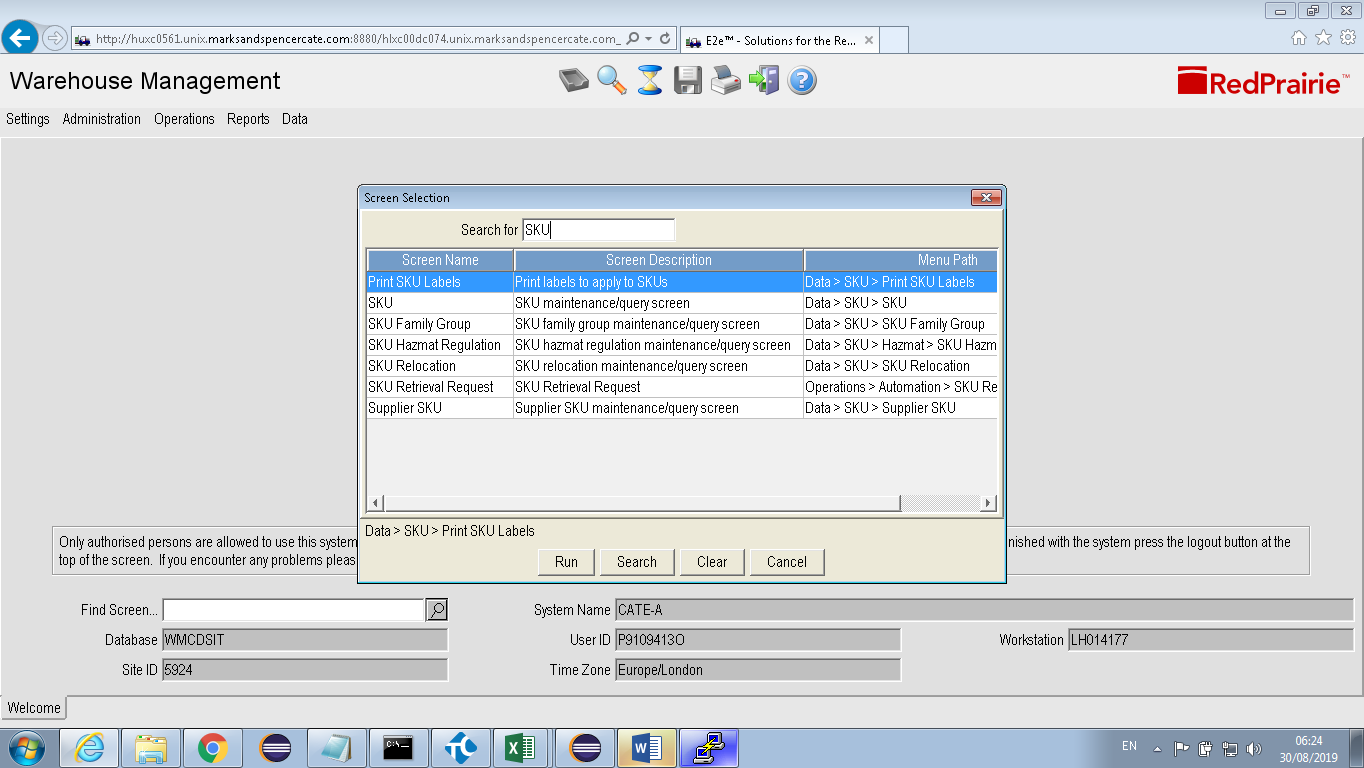 http://huxc0561.unix.marksandspencercate.com:8880/hlxc00dc074.unix.marksandspencercate.com_
E2e™ - Solutions for the Re...
Warehouse Management
RedPrairie™
Settings Administration Operations Reports Data
Screen Selection
Search for SKU
Screen Name Screen Description Menu Path
Print SKU Labels Print labels to apply to SKUs Data > SKU > Print SKU Labels
SKU SKU maintenance/query screen Data > SKU > SKU
SKU Family Group SKU family group maintenance/query screen Data > SKU > SKU Family Group
SKU Hazmat Regulation SKU hazmat regulation maintenance/query screen Data > SKU > Hazmat > SKU Hazm
SKU Relocation SKU relocation maintenance/query screen Data > SKU > SKU Relocation
SKU Retrieval Request SKU Retrieval Request Operations > Automation > SKU Re
Supplier SKU Supplier SKU maintenance/query screen Data > SKU > Supplier SKU
Data > SKU > Print SKU Labels
Run Search Clear Cancel
Only authorised persons are allowed to use this system nished with the system press the logout button at the
top of the screen. If you encounter any problems pleas
Find Screen... System Name CATE-A
Database WMCDSIT User ID P9109413O Workstation LH014177
Site ID 5924 Time Zone Europe/London
Welcome
EN 06:24
30/08/2019